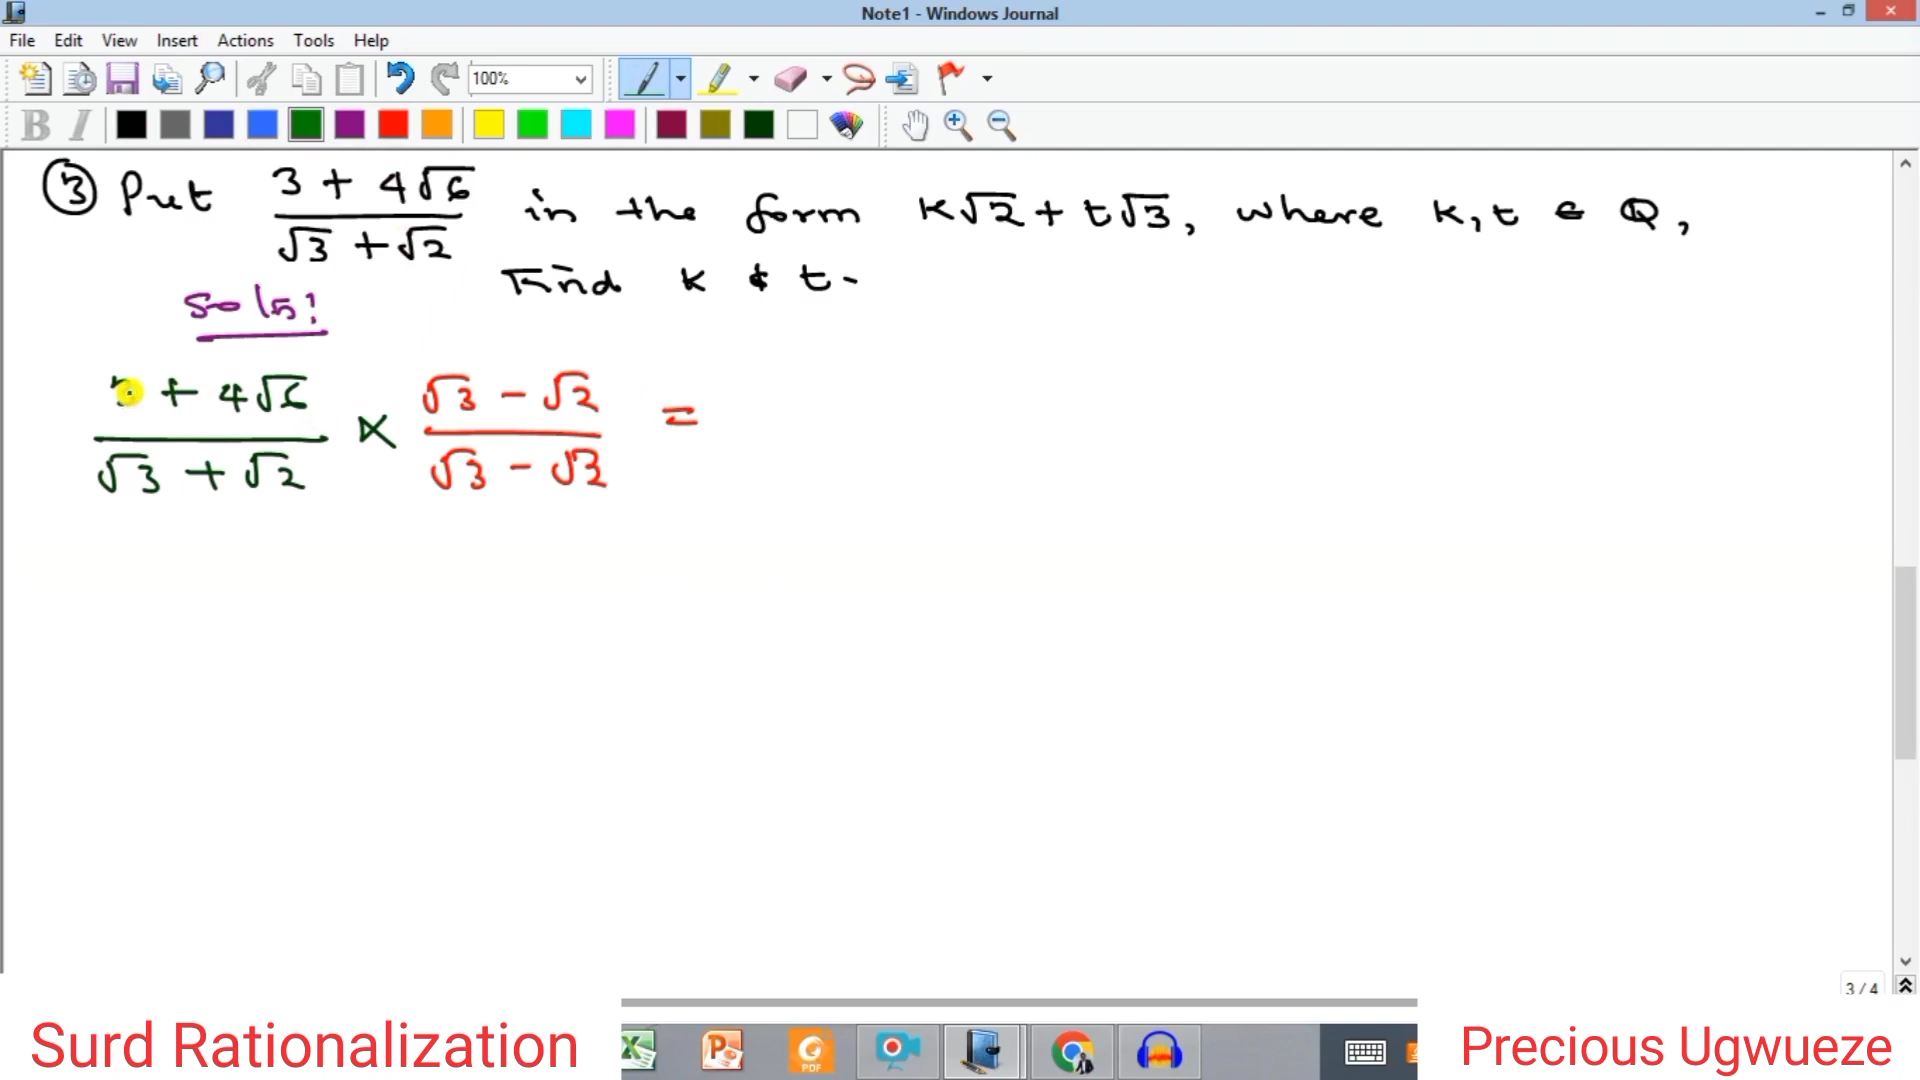 Note1 - Windows Journal
File Edit View Insert Actions Tools Help
100%
B I
③ Put (3 + 4√6)/(√3 + √2) in the form K√2 + t√3, where K, t ∈ Q,
Find K & t.
Soln:
+ 4√6 / √3 + √2 × √3 - √2 / √3 - √2 =
3 / 4
Surd Rationalization
PDF
Precious Ugwueze